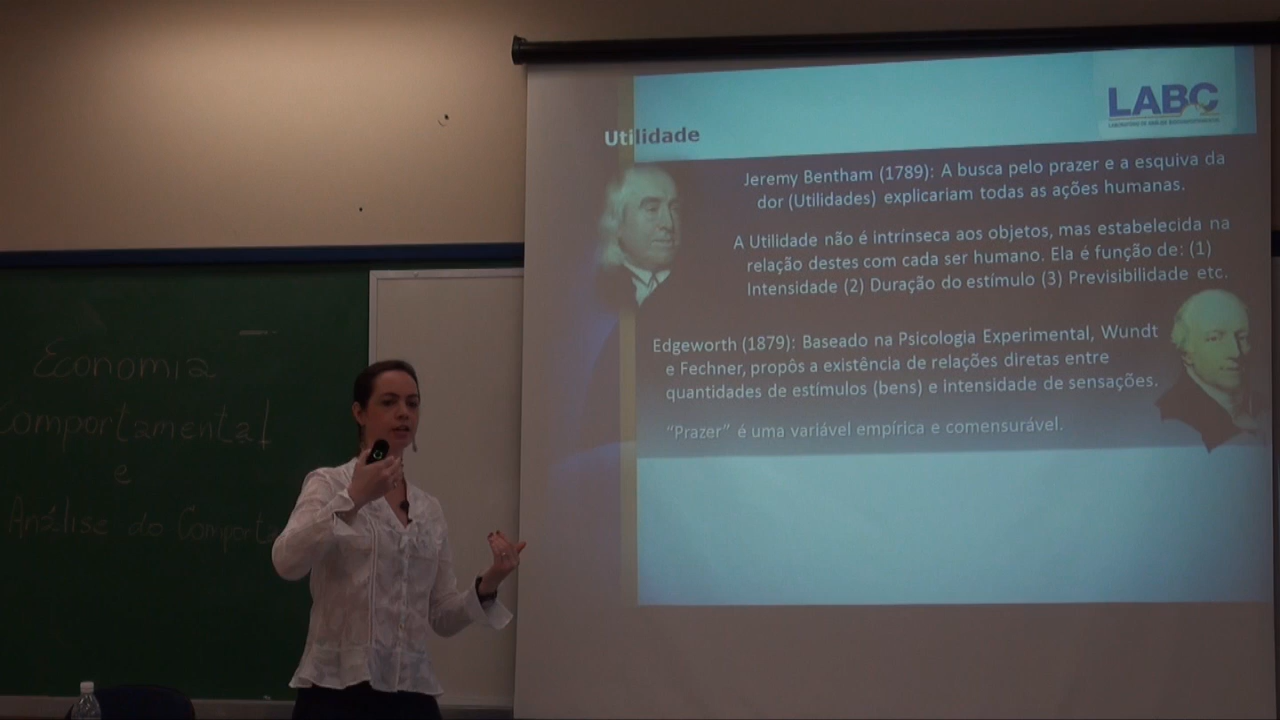 Economia
Comportamental
e
Análise do Comporta
Utilidade
LABC
Jeremy Bentham (1789): A busca pelo prazer e a esquiva da
dor (Utilidades) explicariam todas as ações humanas.
A Utilidade não é intrínseca aos objetos, mas estabelecida na
relação destes com cada ser humano. Ela é função de: (1)
Intensidade (2) Duração do estímulo (3) Previsibilidade etc.
Edgeworth (1879): Baseado na Psicologia Experimental, Wundt
e Fechner, propôs a existência de relações diretas entre
quantidades de estímulos (bens) e intensidade de sensações.
“Prazer” é uma variável empírica e comensurável.